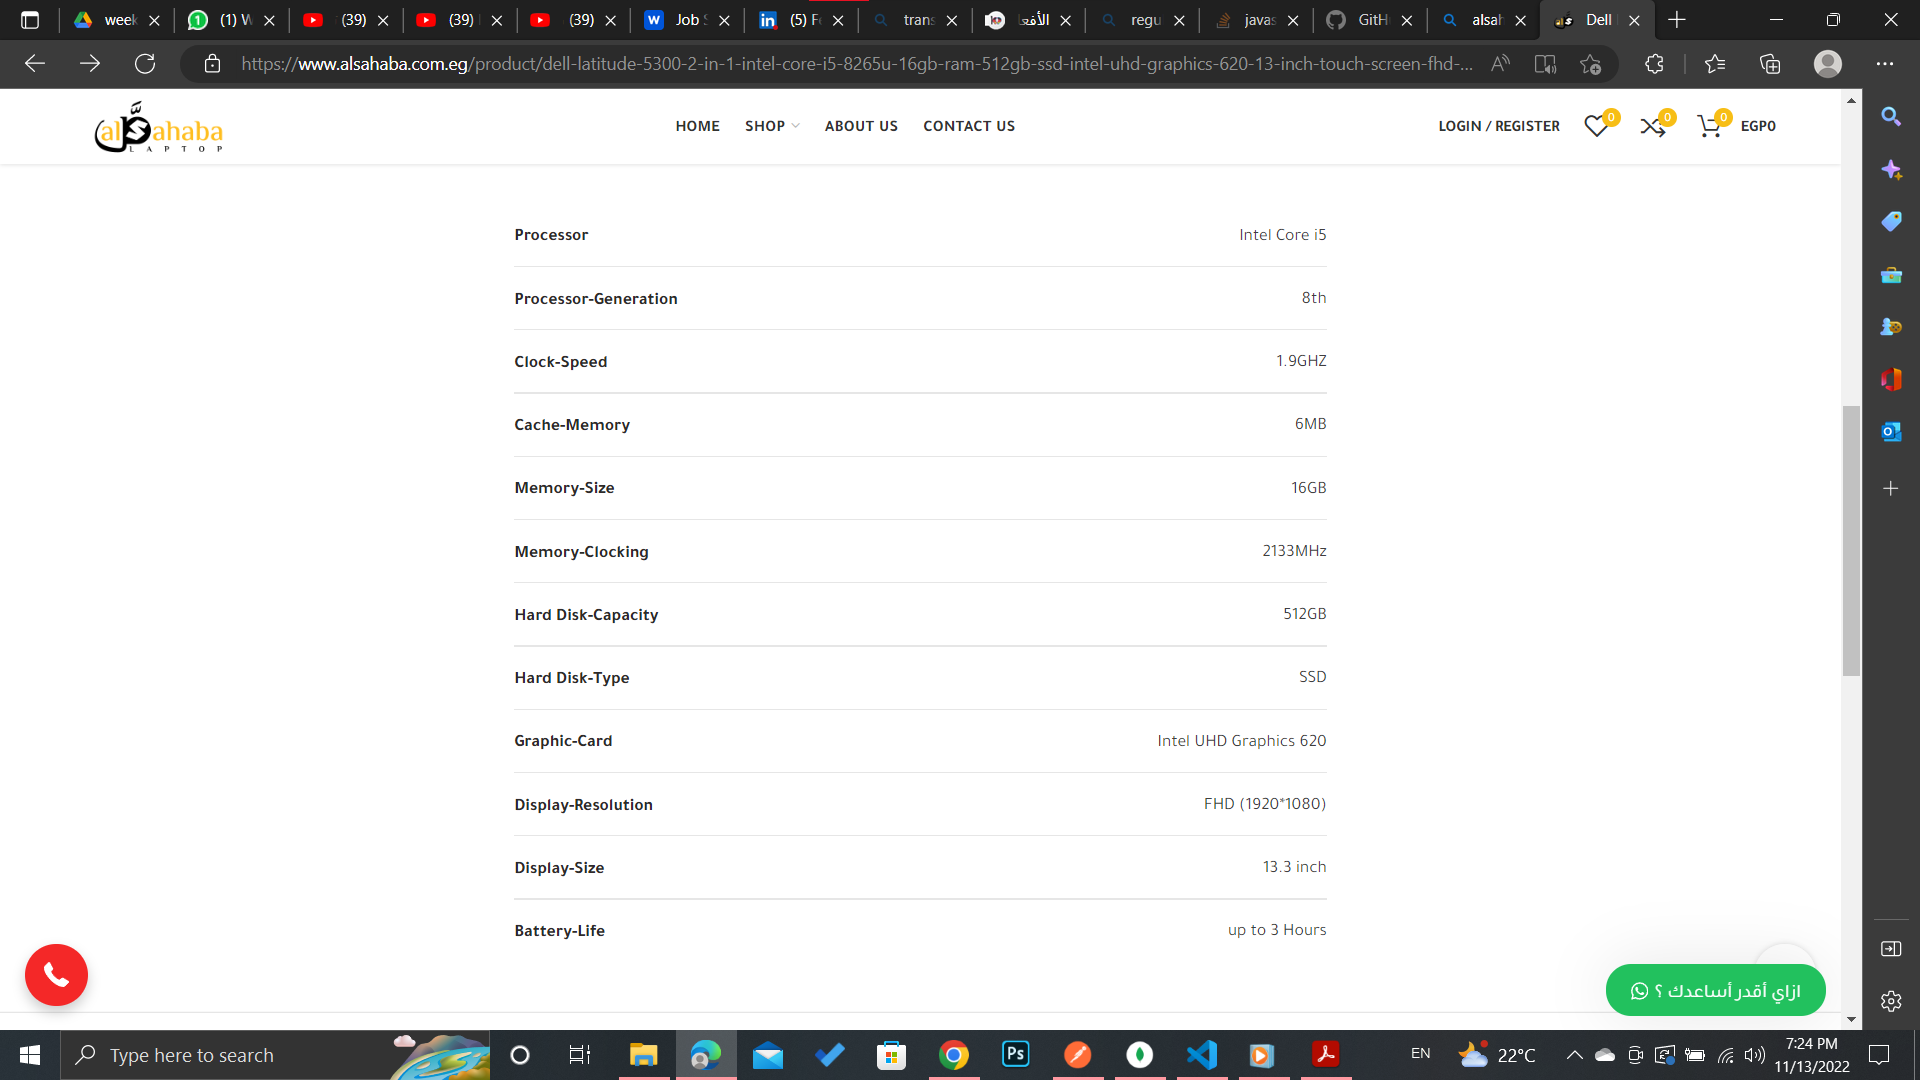 week
(1) W
(39)
(39)
(39)
Job S
(5) Fe
trans
الأفعا
regu
javas
GitH
alsah
Dell
https://www.alsahaba.com.eg/product/dell-latitude-5300-2-in-1-intel-core-i5-8265u-16gb-ram-512gb-ssd-intel-uhd-graphics-620-13-inch-touch-screen-fhd-...
alSahaba
LAPTOP
HOME
SHOP
ABOUT US
CONTACT US
LOGIN / REGISTER
0
0
0
EGP0
Processor Intel Core i5
Processor-Generation 8th
Clock-Speed 1.9GHZ
Cache-Memory 6MB
Memory-Size 16GB
Memory-Clocking 2133MHz
Hard Disk-Capacity 512GB
Hard Disk-Type SSD
Graphic-Card Intel UHD Graphics 620
Display-Resolution FHD (1920*1080)
Display-Size 13.3 inch
Battery-Life up to 3 Hours
ازاي أقدر أساعدك ؟
Type here to search
Ps
EN
22°C
7:24 PM
11/13/2022